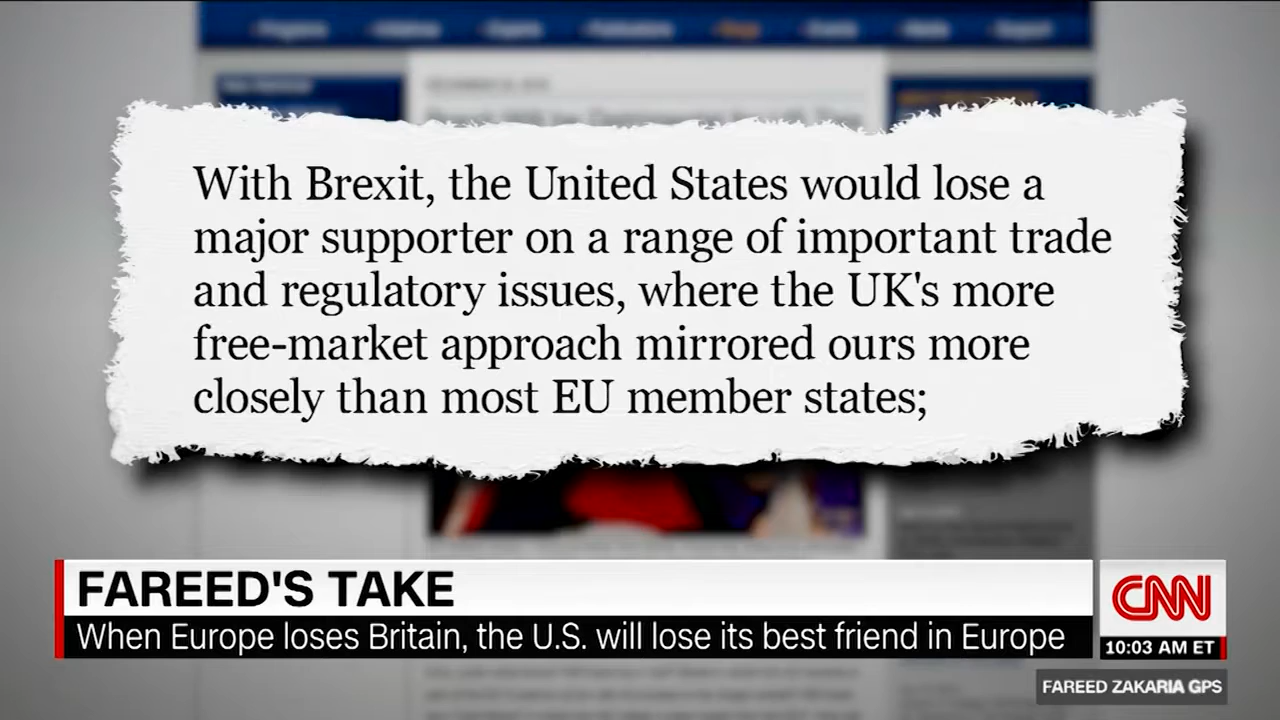 With Brexit, the United States would lose a
major supporter on a range of important trade
and regulatory issues, where the UK's more
free-market approach mirrored ours more
closely than most EU member states;
FAREED'S TAKE
When Europe loses Britain, the U.S. will lose its best friend in Europe
CNN
10:03 AM ET
FAREED ZAKARIA GPS